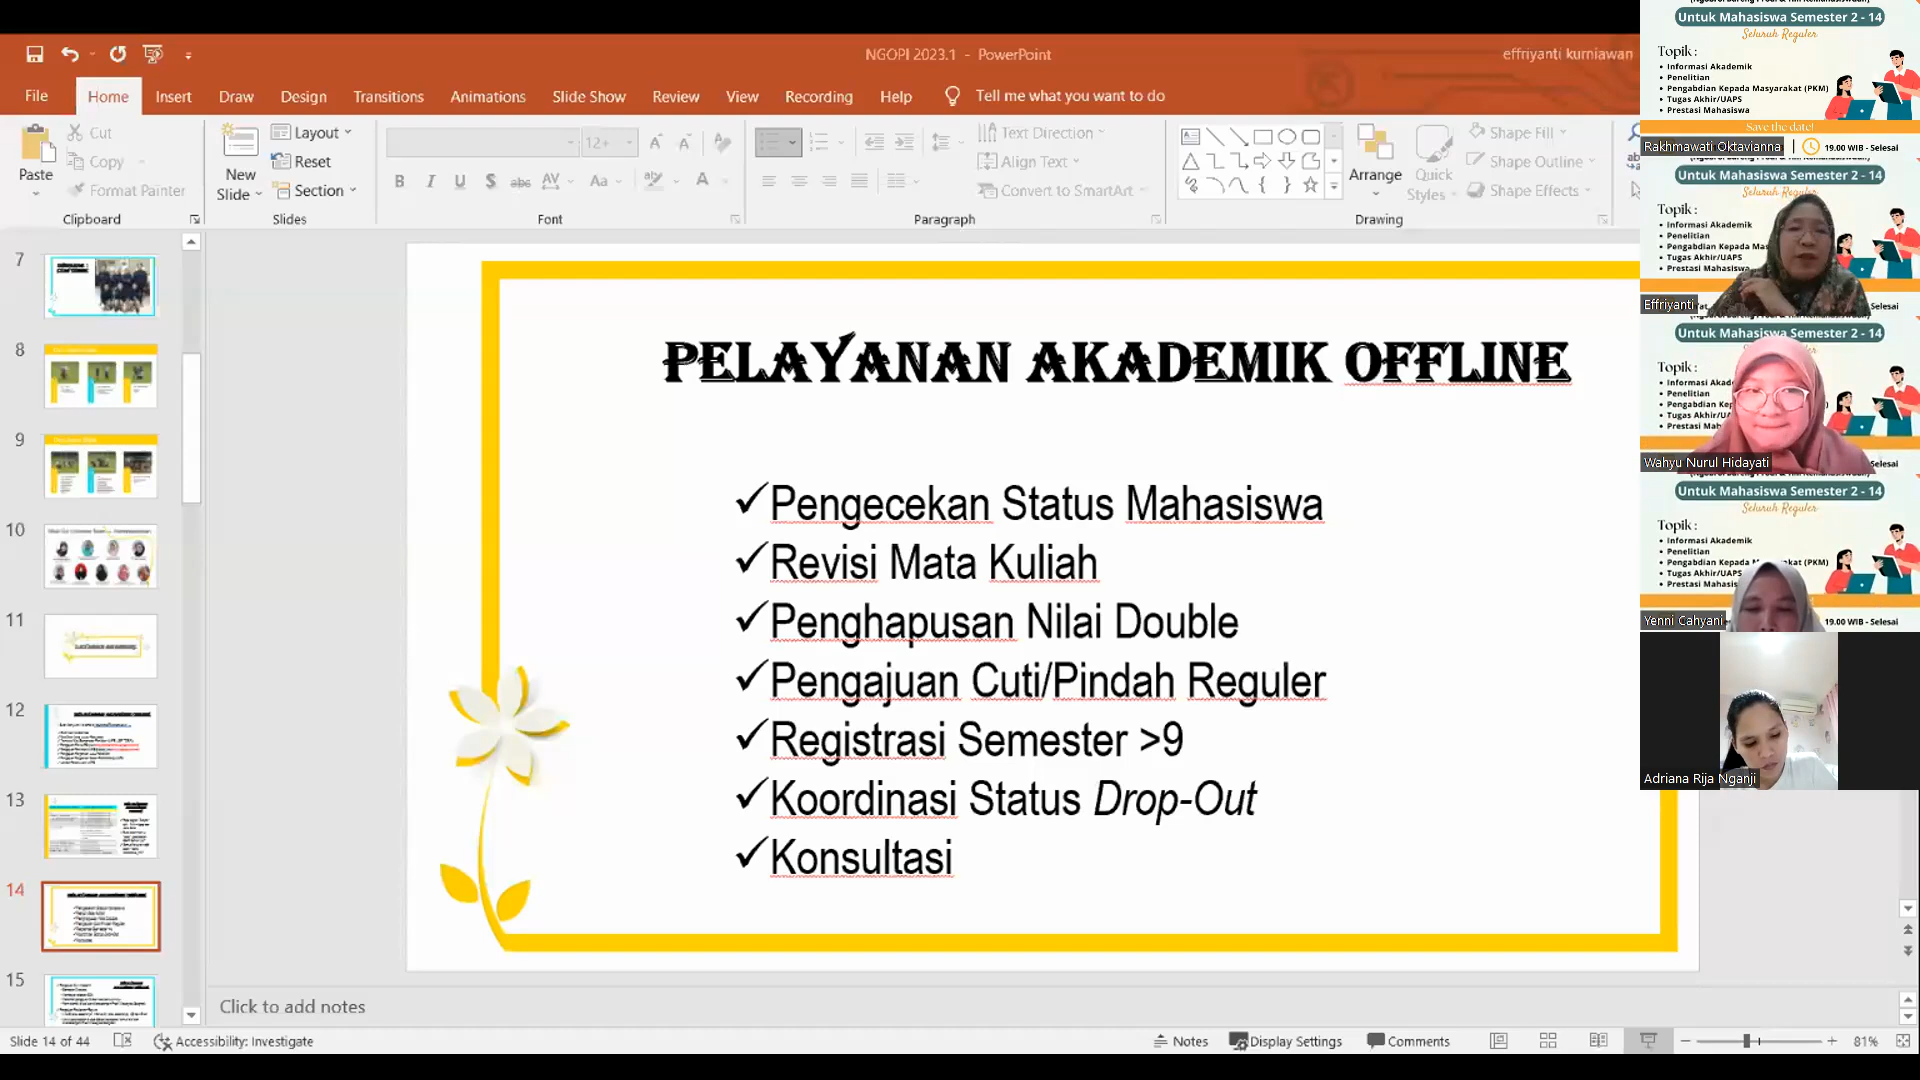 NGOPI 2023.1 - PowerPoint
effriyanti kurniawan
File
Home
Insert
Draw
Design
Transitions
Animations
Slide Show
Review
View
Recording
Help
Tell me what you want to do
Paste
Cut
Copy
Format Painter
Clipboard
New Slide
Layout
Reset
Section
Slides
12+
Font
Text Direction
Align Text
Convert to SmartArt
Paragraph
Arrange
Quick Styles
Shape Fill
Shape Outline
Shape Effects
Drawing
7
8
9
10
11
12
13
14
15
PELAYANAN AKADEMIK OFFLINE
✓Pengecekan Status Mahasiswa
✓Revisi Mata Kuliah
✓Penghapusan Nilai Double
✓Pengajuan Cuti/Pindah Reguler
✓Registrasi Semester >9
✓Koordinasi Status Drop-Out
✓Konsultasi
Click to add notes
Slide 14 of 44
Accessibility: Investigate
Notes
Display Settings
Comments
81%
Untuk Mahasiswa Semester 2 - 14
Seluruh Reguler
Topik :
• Informasi Akademik
• Penelitian
• Pengabdian Kepada Masyarakat (PKM)
• Tugas Akhir/UAPS
• Prestasi Mahasiswa
Save the date!
Rakhmawati Oktavianna
19.00 WIB - Selesai
Untuk Mahasiswa Semester 2 - 14
Seluruh Reguler
Topik :
• Informasi Akademik
• Penelitian
• Pengabdian Kepada Mas
• Tugas Akhir/UAPS
• Prestasi Mahasiswa
Effriyanti
Selesai
Untuk Mahasiswa Semester 2 - 14
Topik :
• Informasi Akad
• Penelitian
• Pengabdian Kep
• Tugas Akhir/UA
• Prestasi Mah
Wahyu Nurul Hidayati
Selesai
Untuk Mahasiswa Semester 2 - 14
Seluruh Reguler
Topik :
• Informasi Akademik
• Penelitian
• Pengabdian Kepada Ma akat (PKM)
• Tugas Akhir/UAPS
• Prestasi Mahasis
Yenni Cahyani
19.00 WIB - Selesai
Adriana Rija Nganji